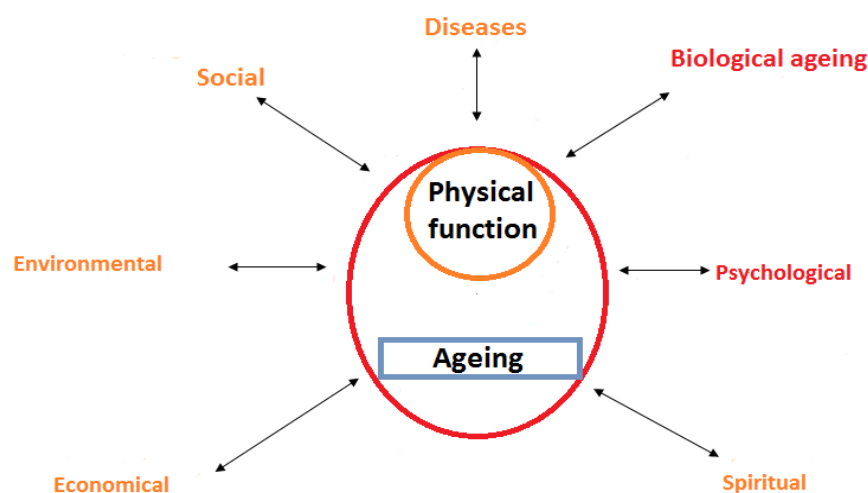 Diseases
Social
Biological ageing
Physical
function
Environmental
Psychological
Ageing
Economical
Spiritual